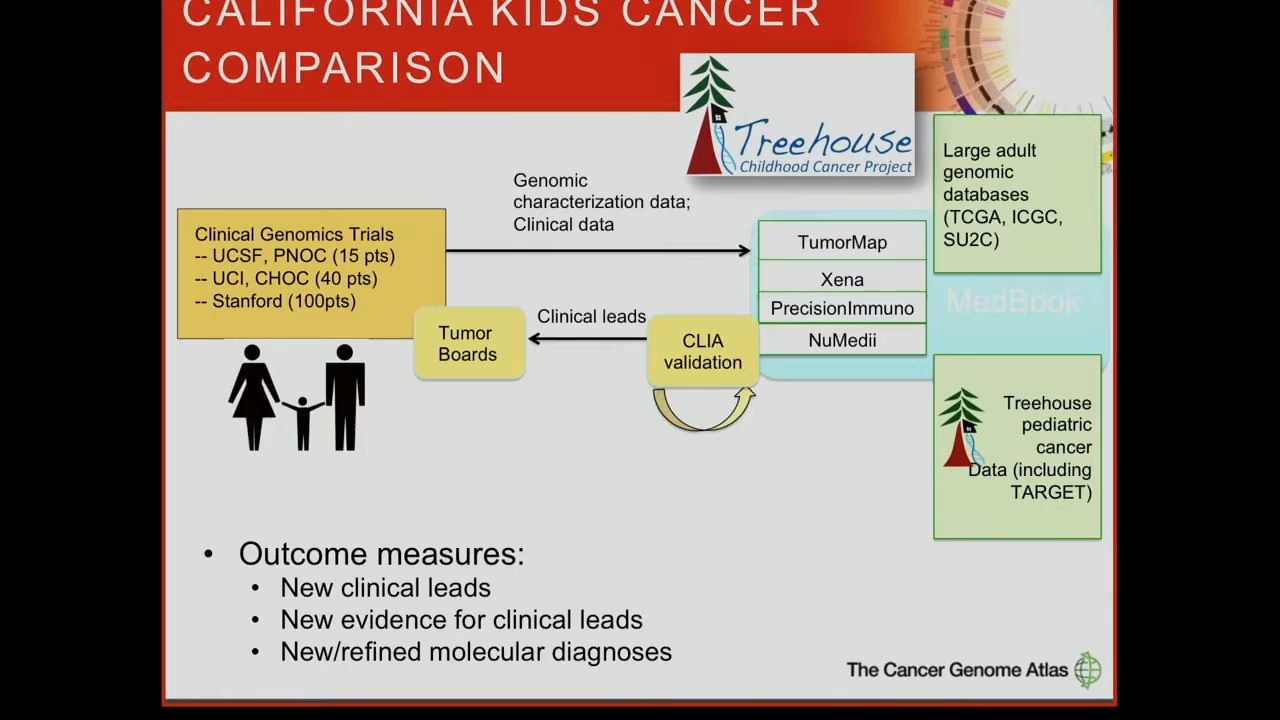 CALIFORNIA KIDS CANCER
COMPARISON
Treehouse
Childhood Cancer Project
Large adult
genomic
databases
(TCGA, ICGC,
SU2C)
Genomic
characterization data;
Clinical data
Clinical Genomics Trials
-- UCSF, PNOC (15 pts)
-- UCI, CHOC (40 pts)
-- Stanford (100pts)
TumorMap
Xena
PrecisionImmuno
NuMedii
MedBook
Tumor
Boards
Clinical leads
CLIA
validation
Treehouse
pediatric
cancer
Data (including
TARGET)
• Outcome measures:
• New clinical leads
• New evidence for clinical leads
• New/refined molecular diagnoses
The Cancer Genome Atlas